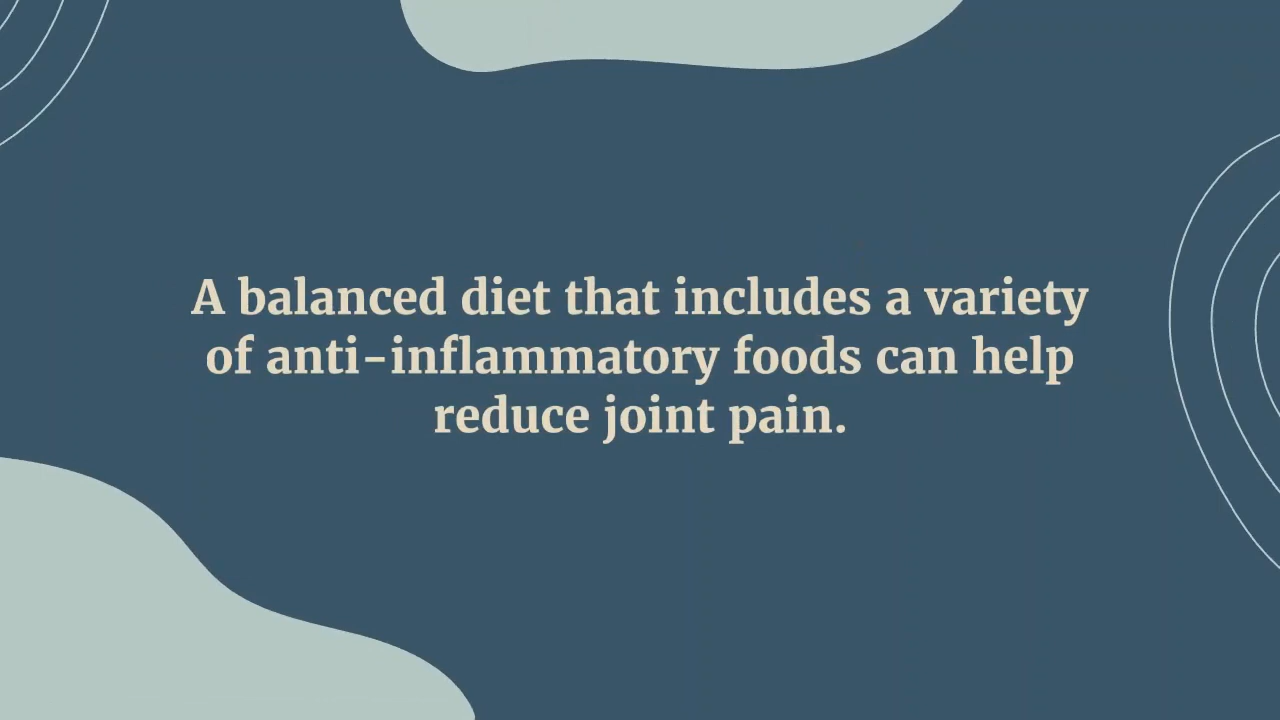 A balanced diet that includes a variety
of anti-inflammatory foods can help
reduce joint pain.